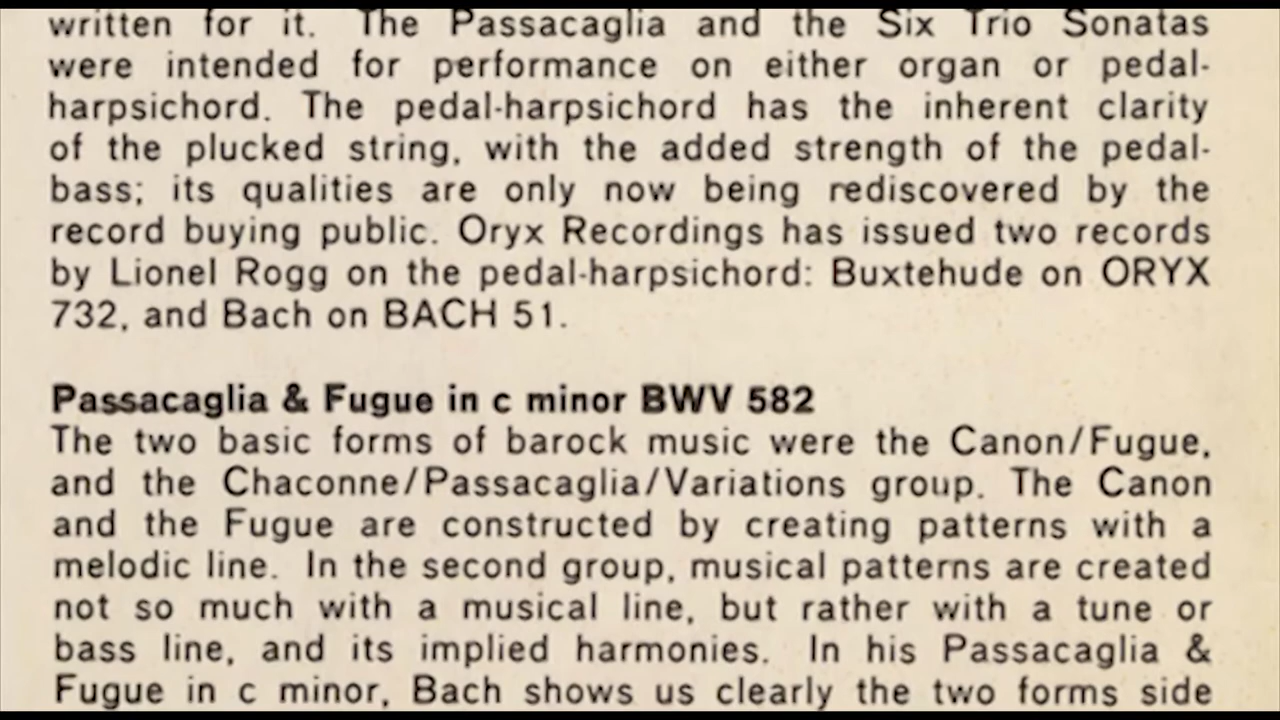 written for it. The Passacaglia and the Six Trio Sonatas
were intended for performance on either organ or pedal-
harpsichord. The pedal-harpsichord has the inherent clarity
of the plucked string, with the added strength of the pedal-
bass; its qualities are only now being rediscovered by the
record buying public. Oryx Recordings has issued two records
by Lionel Rogg on the pedal-harpsichord: Buxtehude on ORYX
732, and Bach on BACH 51.
Passacaglia & Fugue in c minor BWV 582
The two basic forms of barock music were the Canon/Fugue,
and the Chaconne/Passacaglia/Variations group. The Canon
and the Fugue are constructed by creating patterns with a
melodic line. In the second group, musical patterns are created
not so much with a musical line, but rather with a tune or
bass line, and its implied harmonies. In his Passacaglia &
Fugue in c minor, Bach shows us clearly the two forms side